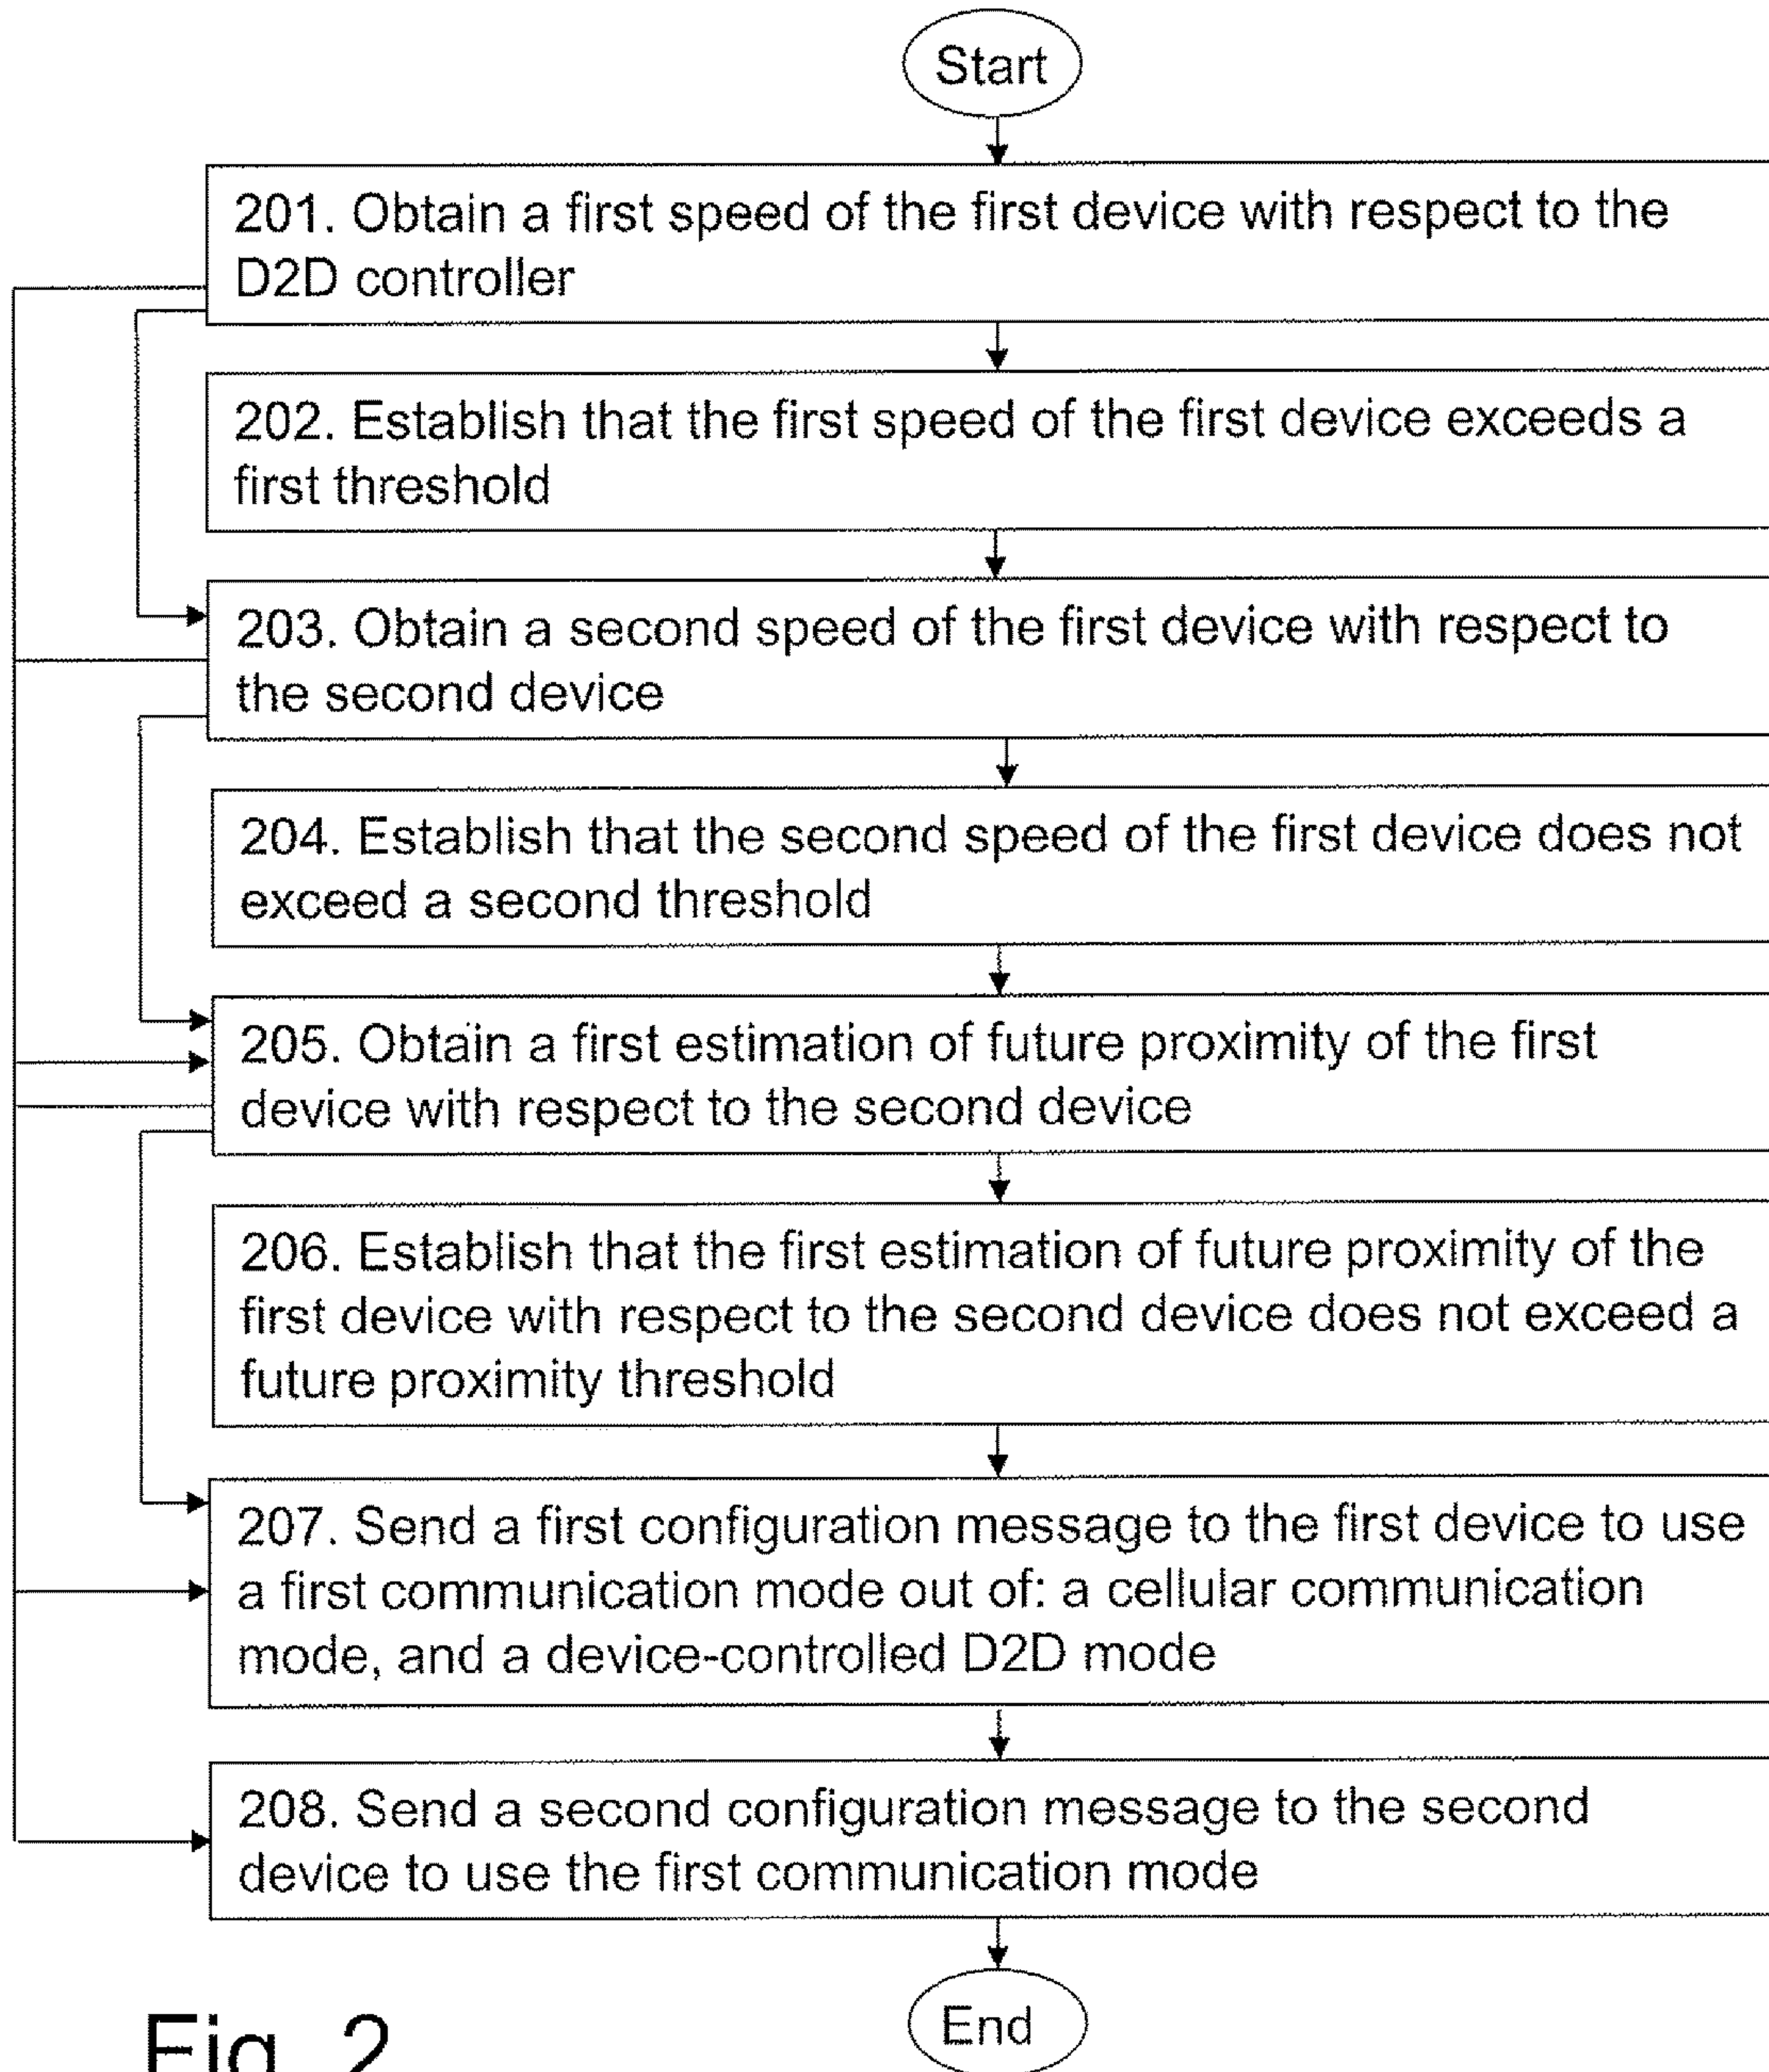 Start
201. Obtain a first speed of the first device with respect to the
D2D controller
202. Establish that the first speed of the first device exceeds a
first threshold
203. Obtain a second speed of the first device with respect to
the second device
204. Establish that the second speed of the first device does not
exceed a second threshold
205. Obtain a first estimation of future proximity of the first
device with respect to the second device
206. Establish that the first estimation of future proximity of the
first device with respect to the second device does not exceed a
future proximity threshold
207. Send a first configuration message to the first device to use
a first communication mode out of: a cellular communication
mode, and a device-controlled D2D mode
208. Send a second configuration message to the second
device to use the first communication mode
End
Fig. 2